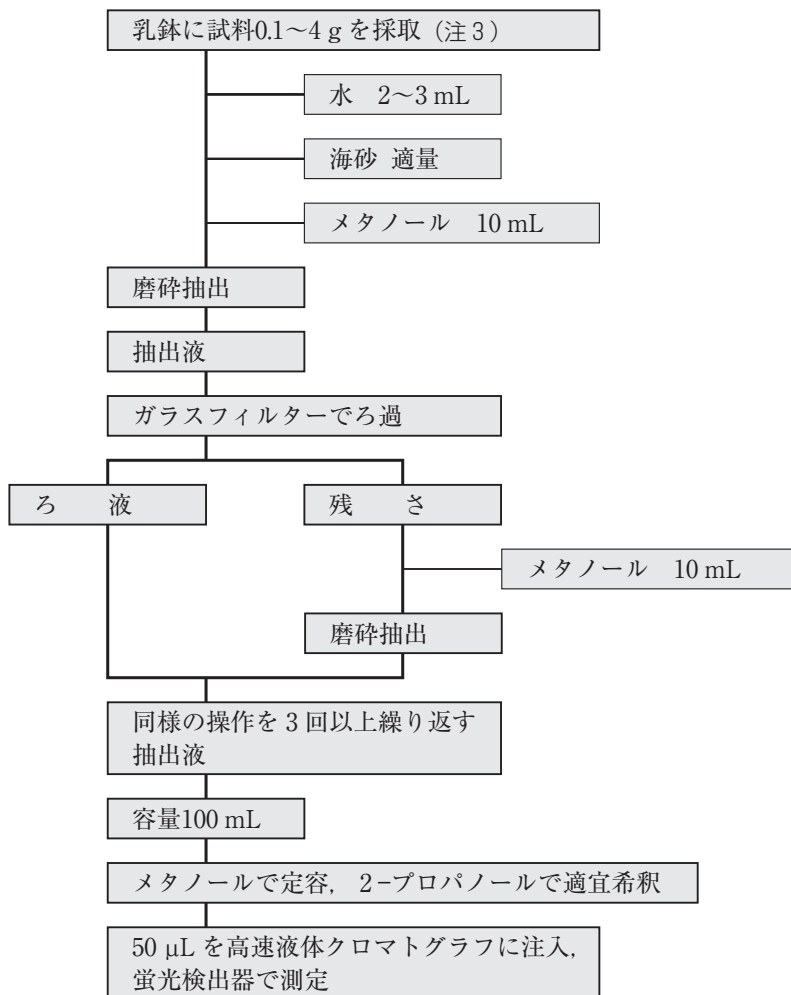 乳鉢に試料0.1〜4 g を採取（注３）
水　2〜3 mL
海砂 適量
メタノール　10 mL
磨砕抽出
抽出液
ガラスフィルターでろ過
ろ　　液
残　　さ
メタノール　10 mL
磨砕抽出
同様の操作を 3 回以上繰り返す
抽出液
容量100 mL
メタノールで定容，２−プロパノールで適宜希釈
50 μL を高速液体クロマトグラフに注入，
蛍光検出器で測定